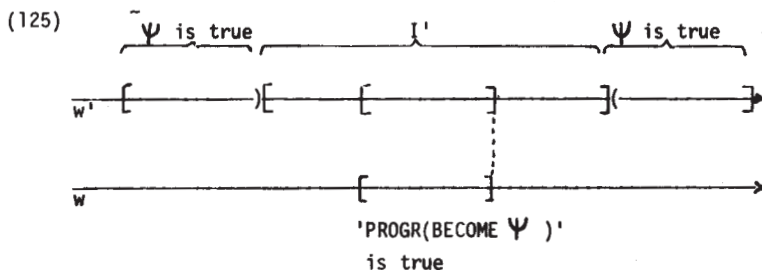 (125)
~Ψ is true I' Ψ is true
w'
w
'PROGR(BECOME Ψ )'
is true